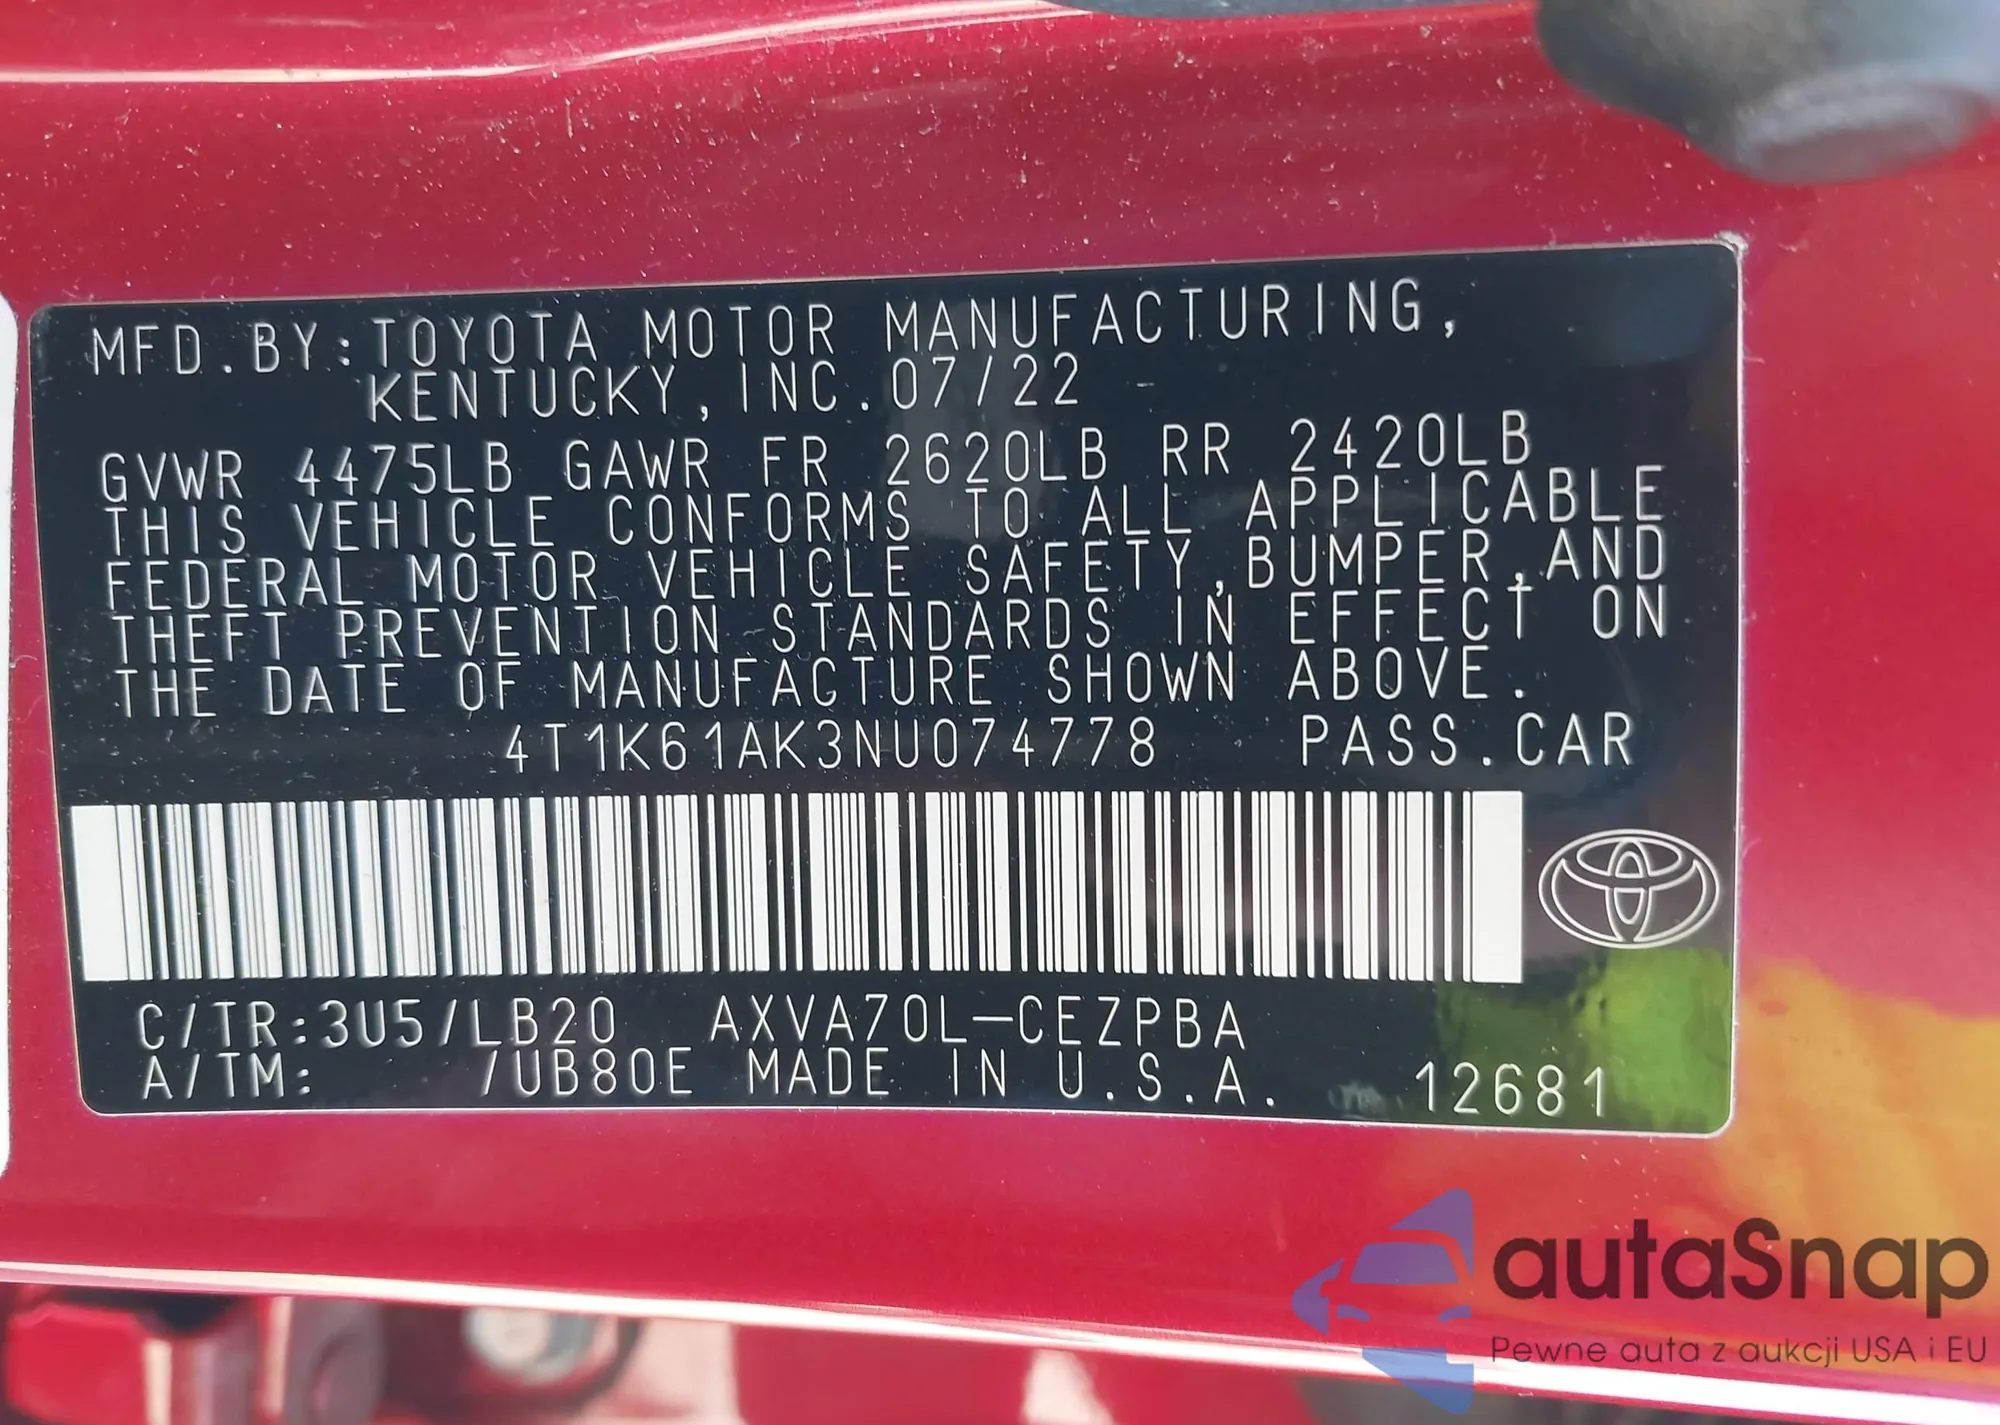 MFD.BY:TOYOTA MOTOR MANUFACTURING,
KENTUCKY, INC. 07/22
GVWR 4475LB GAWR FR 2620LB RR 2420LB
THIS VEHICLE CONFORMS TO ALL APPLICABLE
FEDERAL MOTOR VEHICLE SAFETY,BUMPER,AND
THEFT PREVENTION STANDARDS IN EFFECT ON
THE DATE OF MANUFACTURE SHOWN ABOVE.
4T1K61AK3NU074778 PASS.CAR
C/TR:3U5/LB20 AXVA70L-CEZPBA
A/TM: /UB80E MADE IN U.S.A. 12681
autaSnap
Pewne auta z aukcji USA i EU